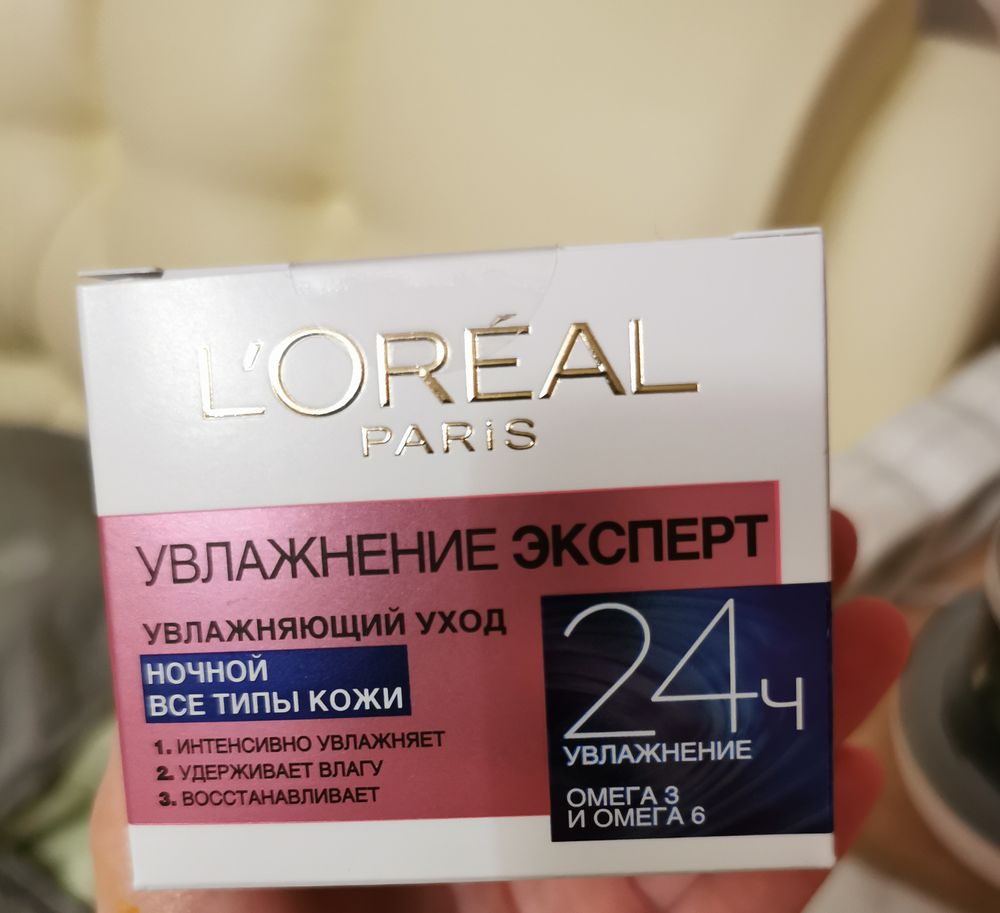 L'ORÉAL
PARiS
УВЛАЖНЕНИЕ ЭКСПЕРТ
УВЛАЖНЯЮЩИЙ УХОД
НОЧНОЙ
ВСЕ ТИПЫ КОЖИ
1. ИНТЕНСИВНО УВЛАЖНЯЕТ
2. УДЕРЖИВАЕТ ВЛАГУ
3. ВОССТАНАВЛИВАЕТ
24ч
УВЛАЖНЕНИЕ
ОМЕГА 3
И ОМЕГА 6